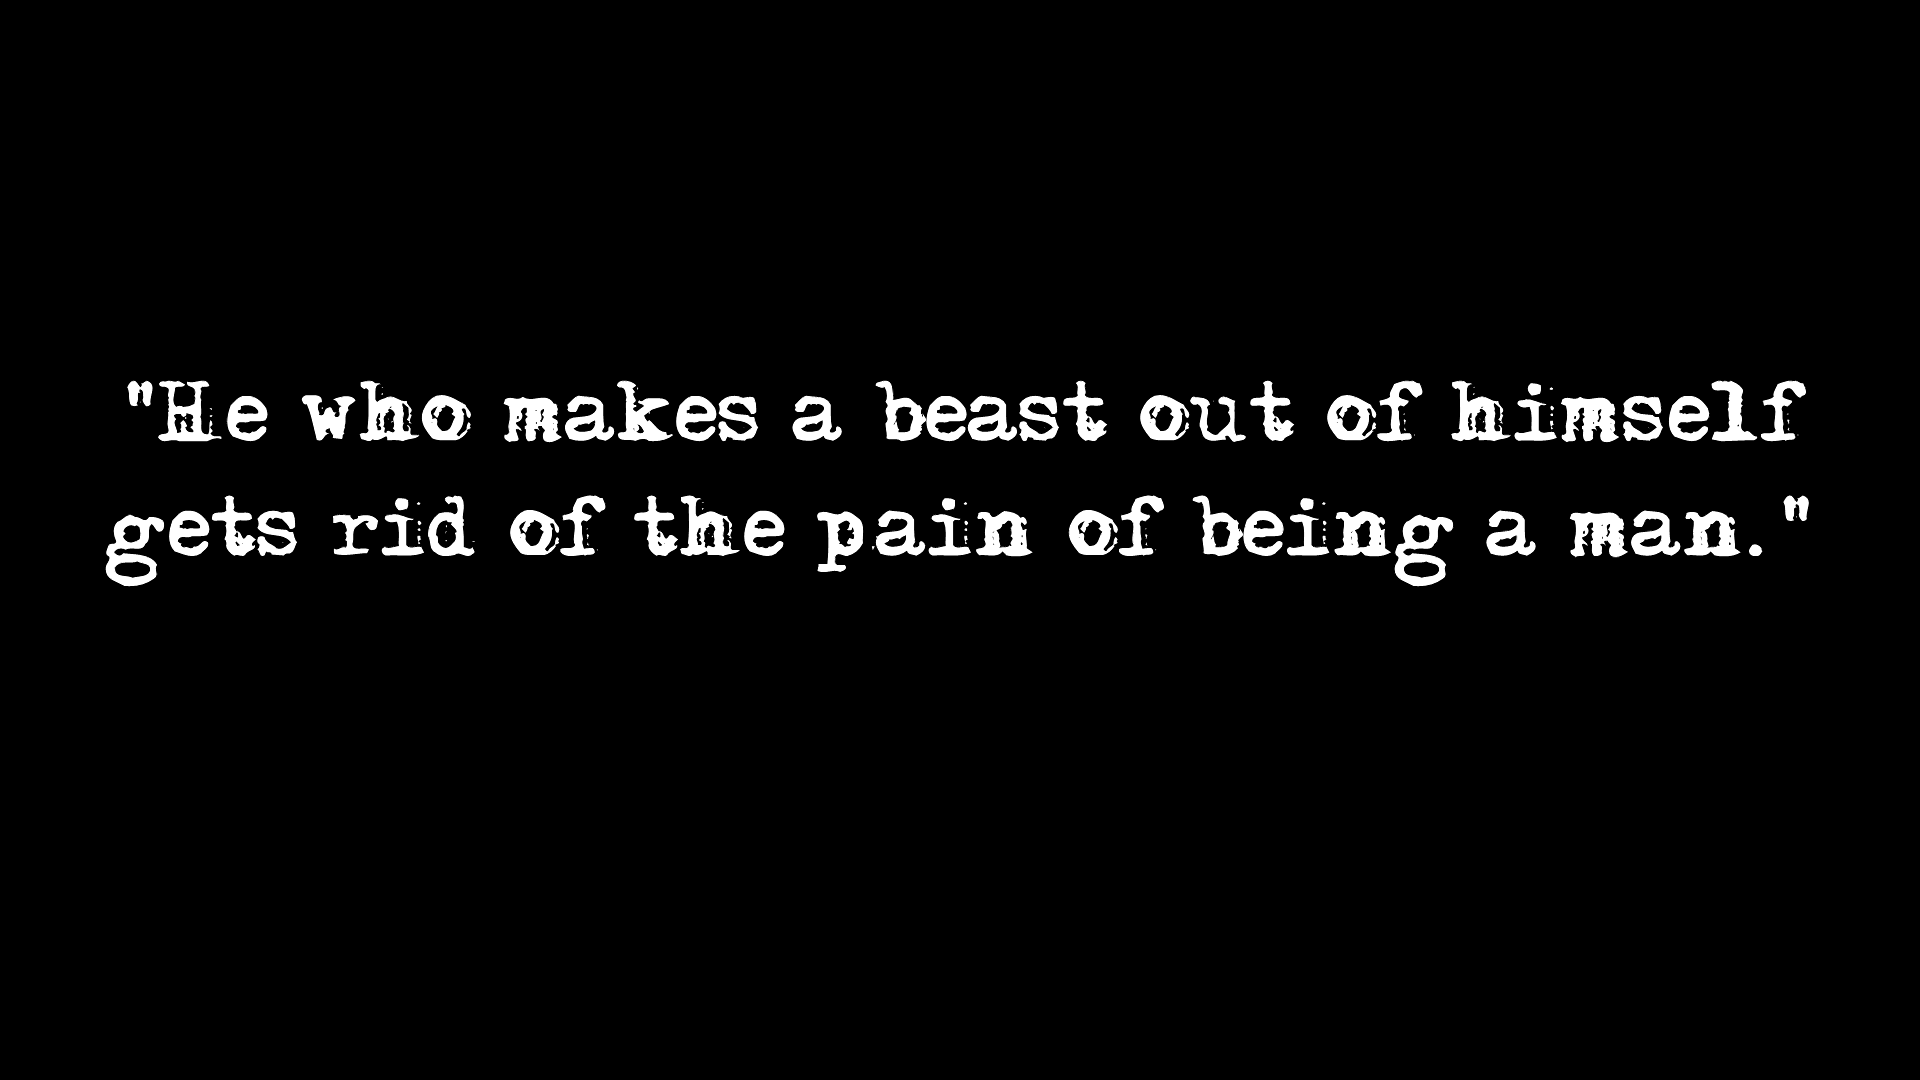 "He who makes a beast out of himself
gets rid of the pain of being a man."